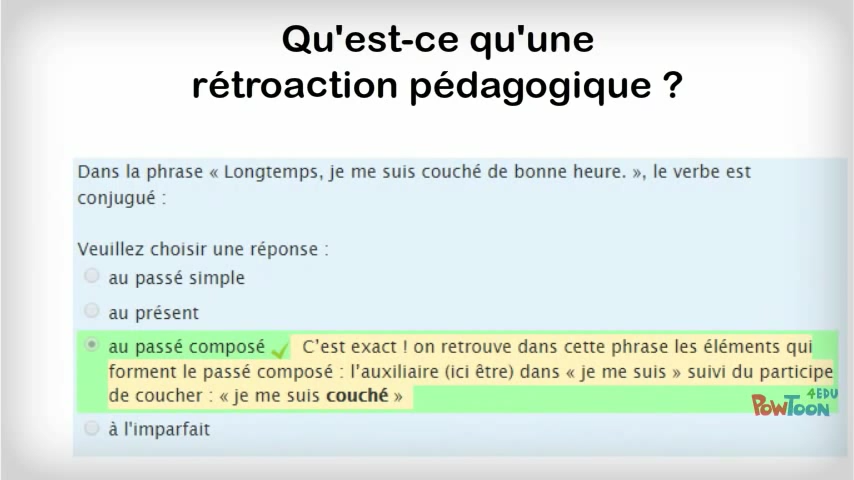 Qu'est-ce qu'une
rétroaction pédagogique ?
Dans la phrase « Longtemps, je me suis couché de bonne heure. », le verbe est
conjugué :
Veuillez choisir une réponse :
au passé simple
au présent
au passé composé C'est exact ! on retrouve dans cette phrase les éléments qui
forment le passé composé : l'auxiliaire (ici être) dans « je me suis » suivi du participe
de coucher : « je me suis couché »
à l'imparfait
4EDU
POWTOON